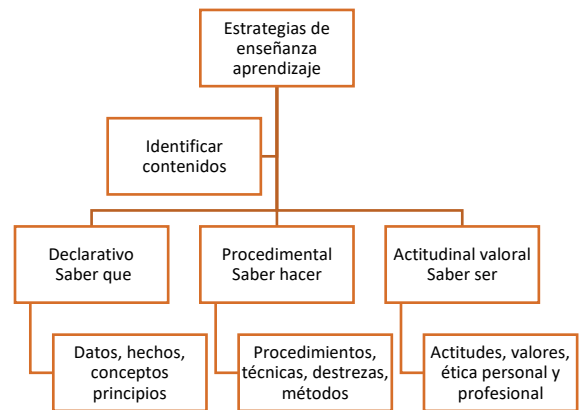 Estrategias de
enseñanza
aprendizaje
Identificar
contenidos
Declarativo
Saber que
Procedimental
Saber hacer
Actitudinal valoral
Saber ser
Datos, hechos,
conceptos
principios
Procedimientos,
técnicas, destrezas,
métodos
Actitudes, valores,
ética personal y
profesional